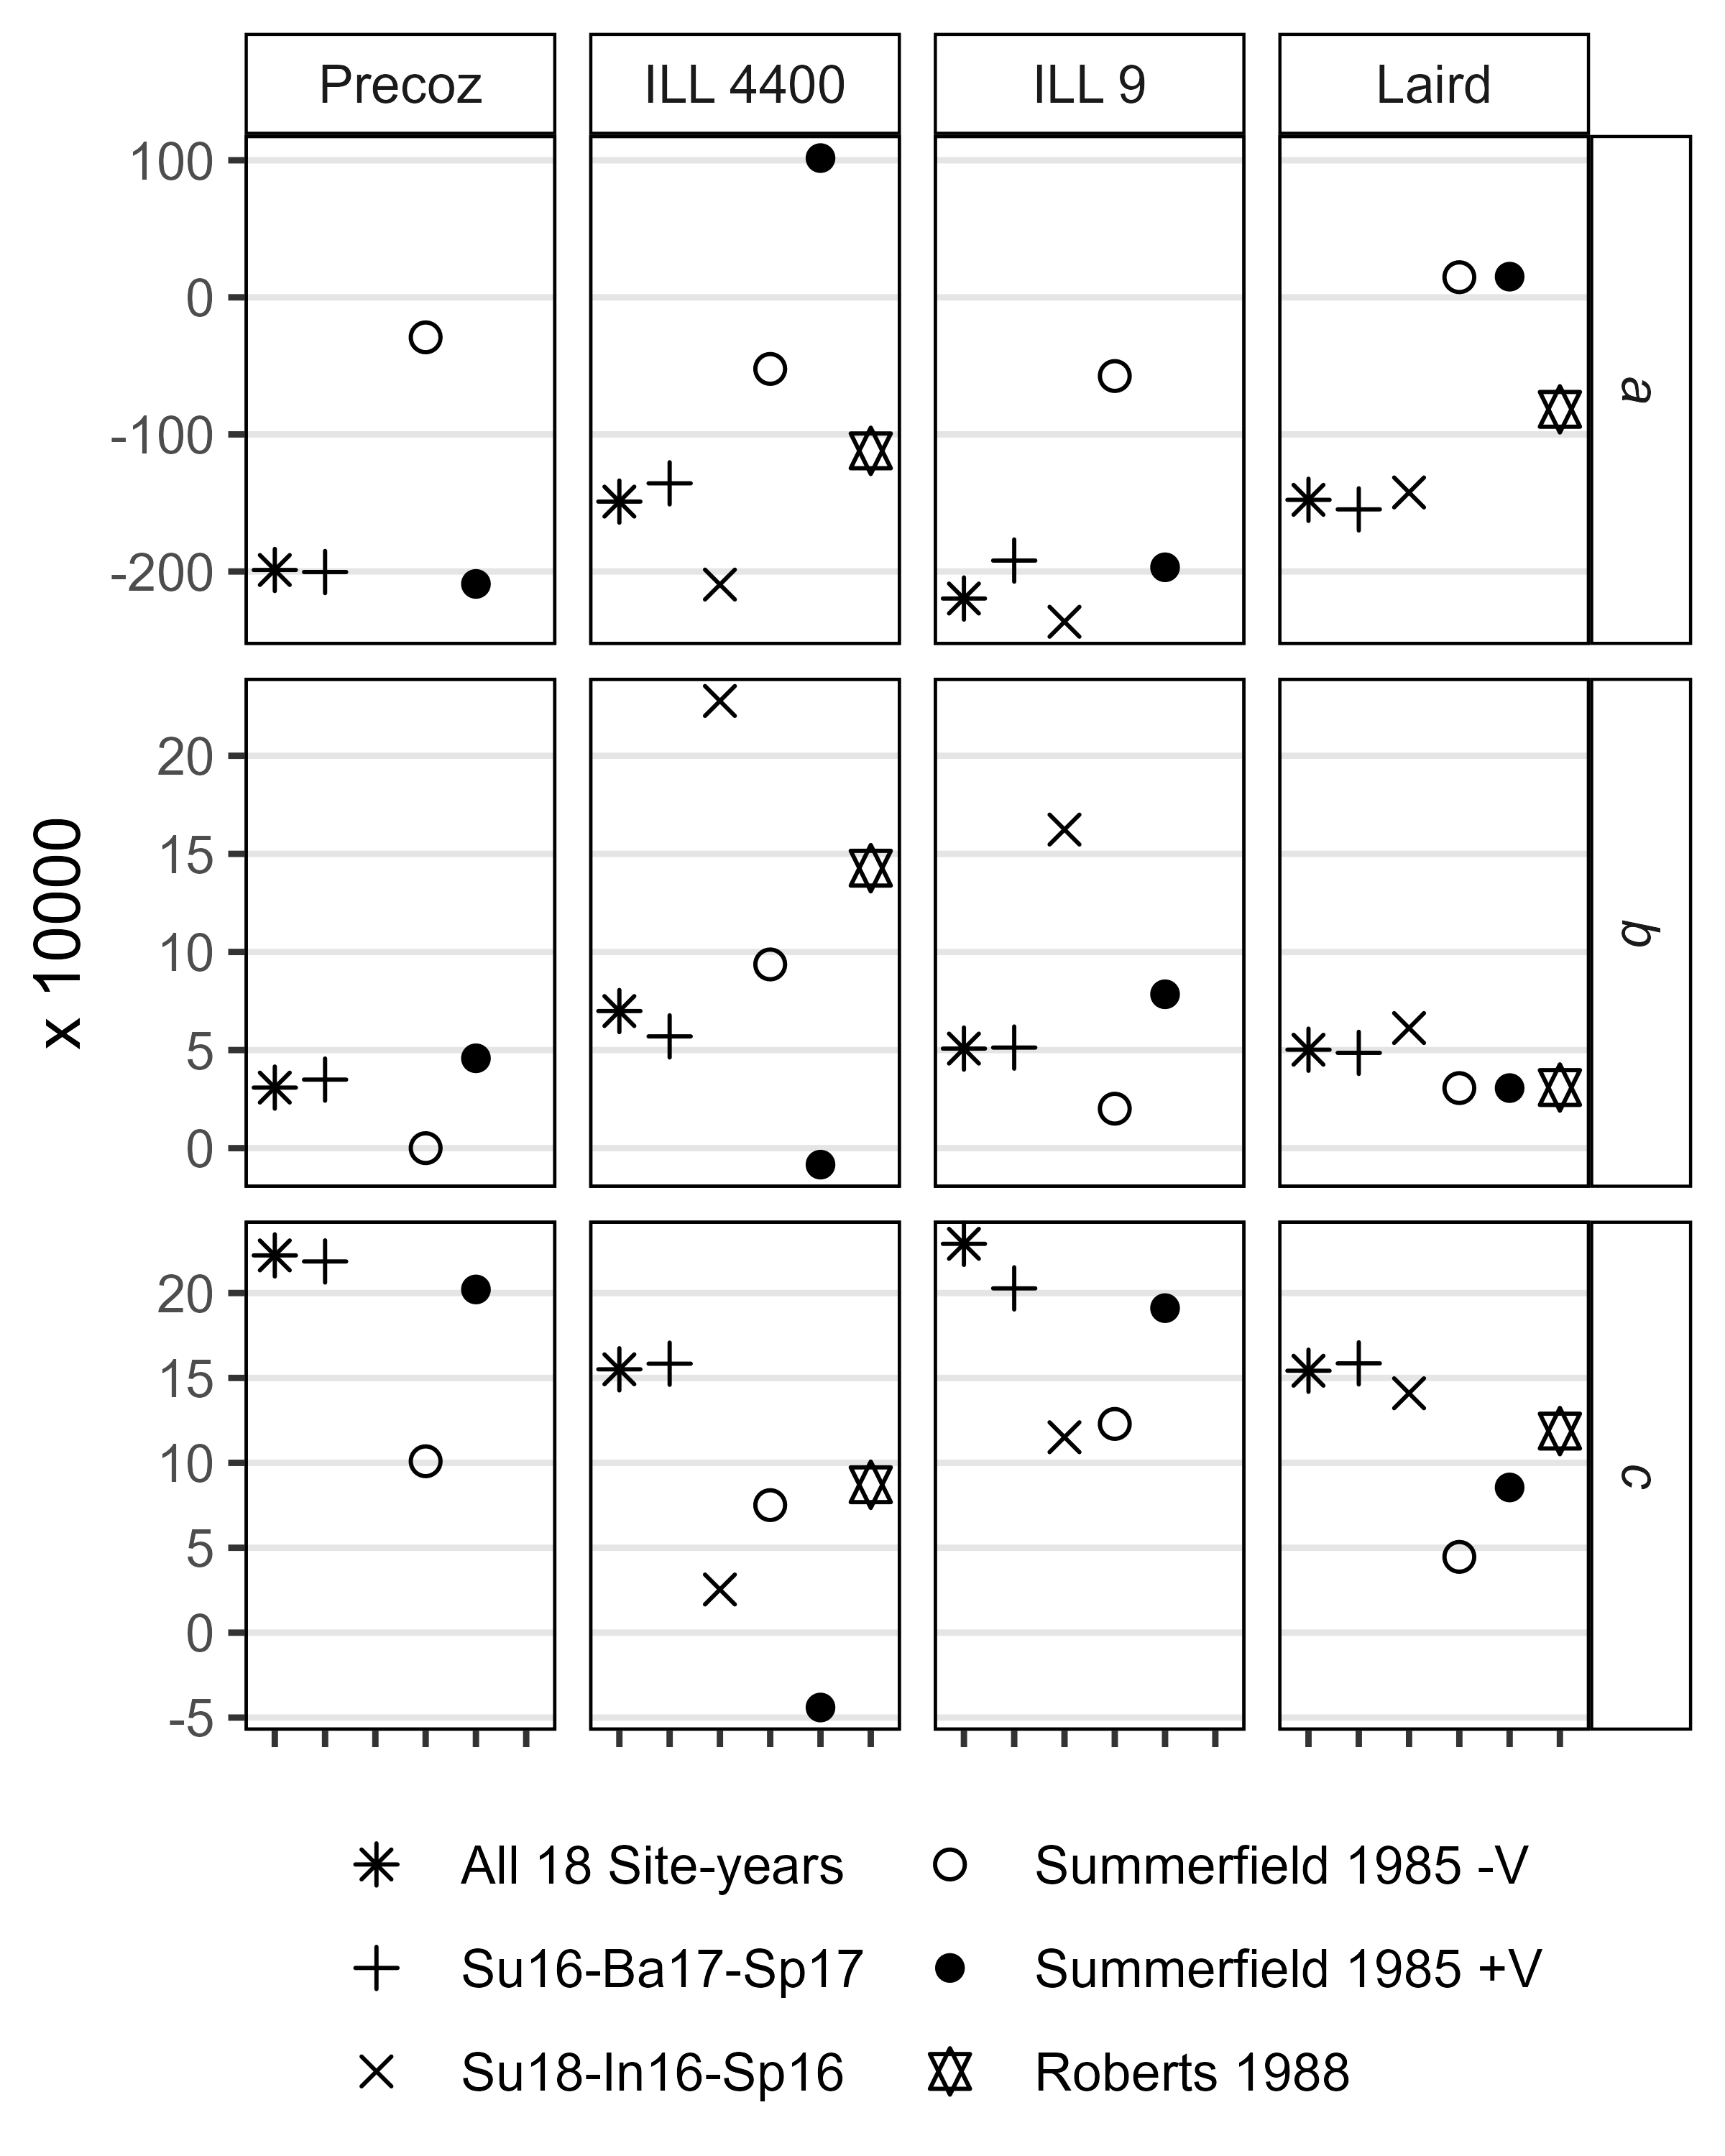 Precoz ILL 4400 ILL 9 Laird
100
0
-100
-200
a
20
15
10
5
0
b
20
15
10
5
0
-5
c
x 10000
All 18 Site-years
Su16-Ba17-Sp17
Su18-In16-Sp16
Summerfield 1985 -V
Summerfield 1985 +V
Roberts 1988